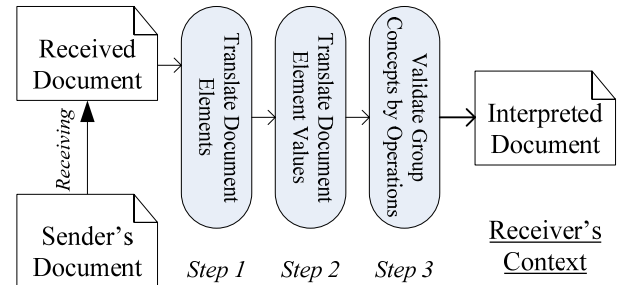 Received
Document
Receiving
Sender's
Document
Translate Document
Elements
Step 1
Translate Document
Element Values
Step 2
Validate Group
Concepts by Operations
Step 3
Interpreted
Document
Receiver's
Context